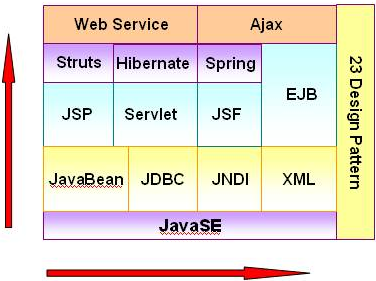 Web Service Ajax
Struts Hibernate Spring
EJB
JSP Servlet JSF
JavaBean JDBC JNDI XML
JavaSE
23 Design Pattern